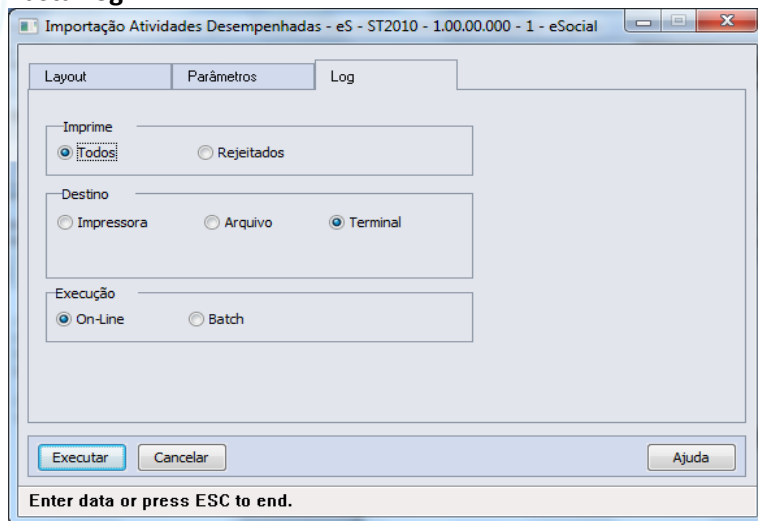 Importação Atividades Desempenhadas - eS - ST2010 - 1.00.00.000 - 1 - eSocial
Layout Parâmetros Log
Imprime
Todos Rejeitados
Destino
Impressora Arquivo Terminal
Execução
On-Line Batch
Executar Cancelar Ajuda
Enter data or press ESC to end.